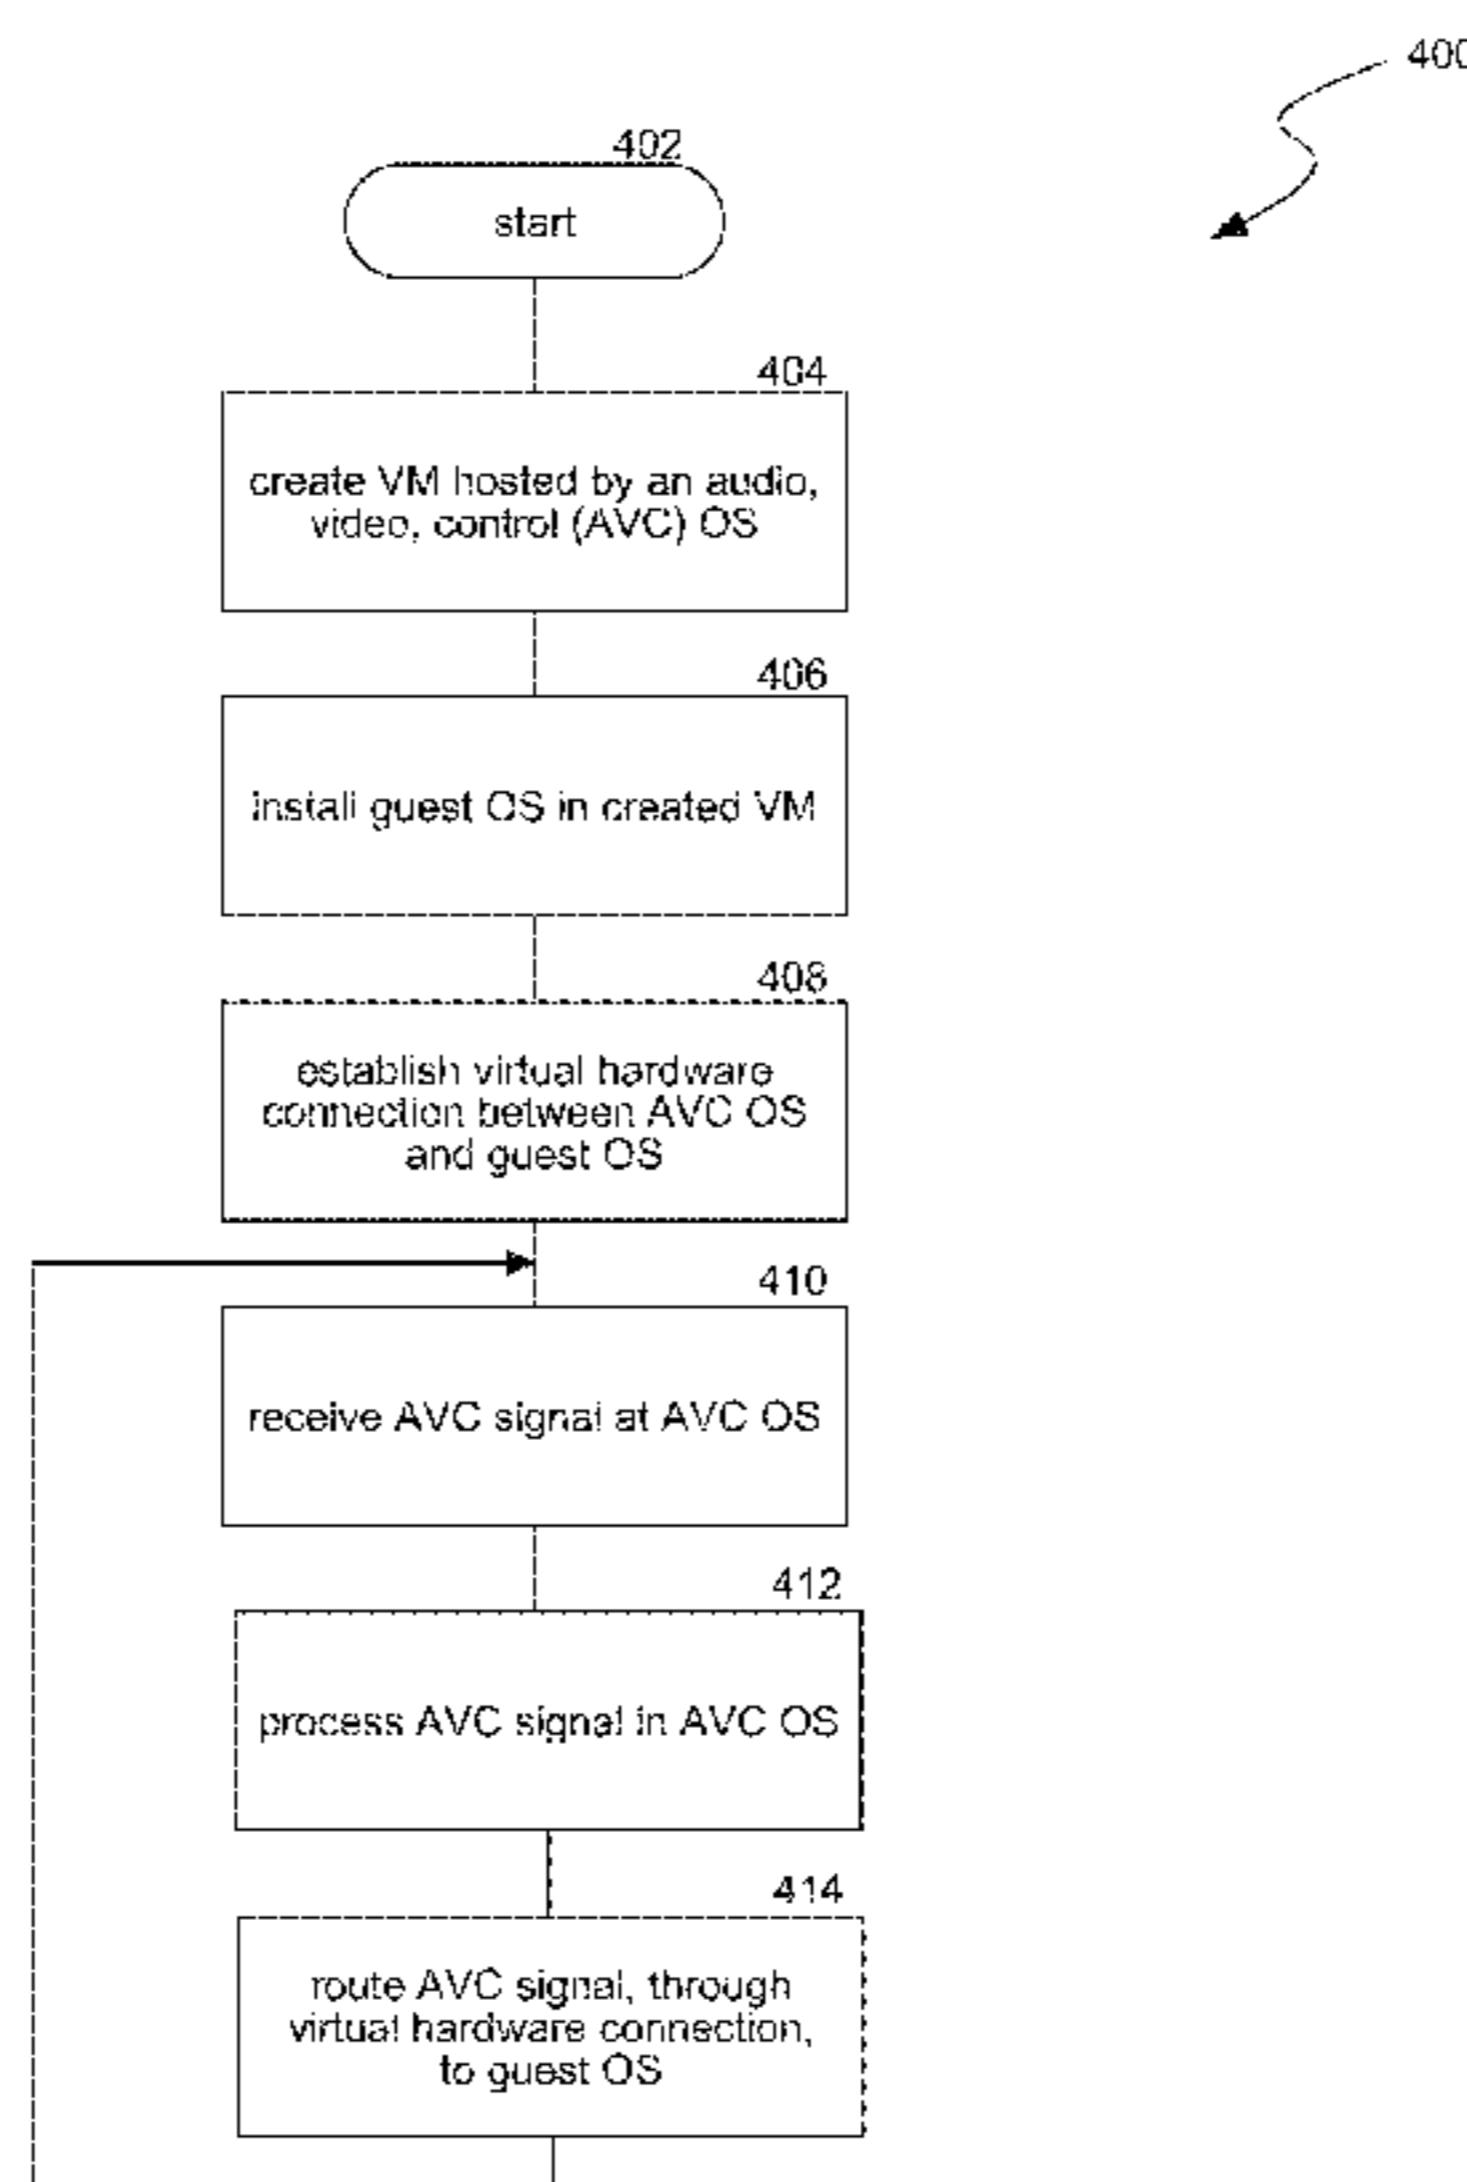 400
402
start
404
create VM hosted by an audio,
video, control (AVC) OS
406
install guest OS in created VM
408
establish virtual hardware
connection between AVC OS
and guest OS
410
receive AVC signal at AVC OS
412
process AVC signal in AVC OS
414
route AVC signal, through
virtual hardware connection,
to guest OS